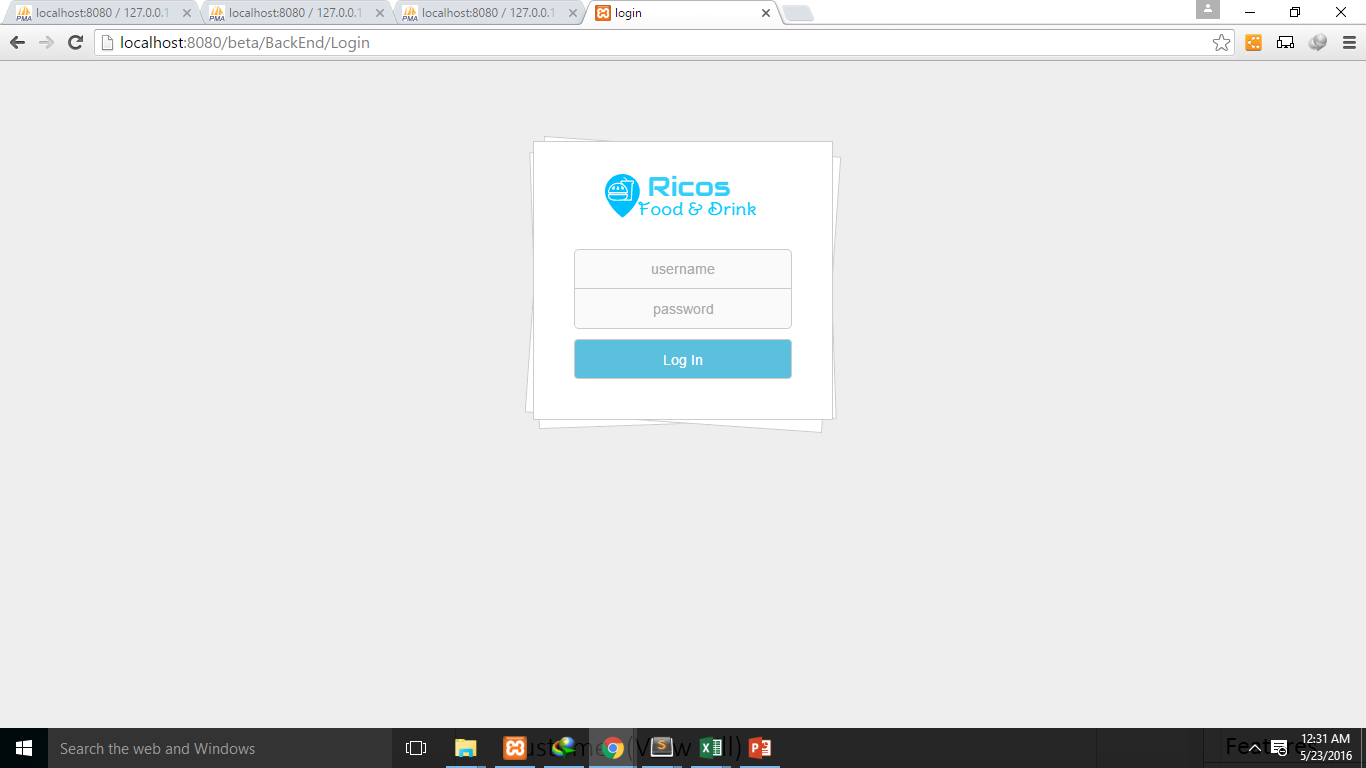 localhost:8080 / 127.0.0.1
localhost:8080 / 127.0.0.1
localhost:8080 / 127.0.0.1
login
localhost:8080/beta/BackEnd/Login
Ricos
Food & Drink
username
password
Log In
Search the web and Windows
Features
12:31 AM
5/23/2016